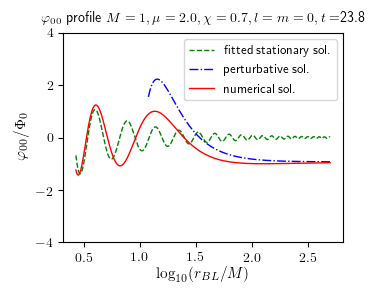 φ₀₀ profile M = 1, μ = 2.0, χ = 0.7, l = m = 0, t =23.8
fitted stationary sol.
perturbative sol.
numerical sol.
φ₀₀/Φ₀
4
2
0
−2
−4
0.5 1.0 1.5 2.0 2.5
log₁₀(r_BL/M)